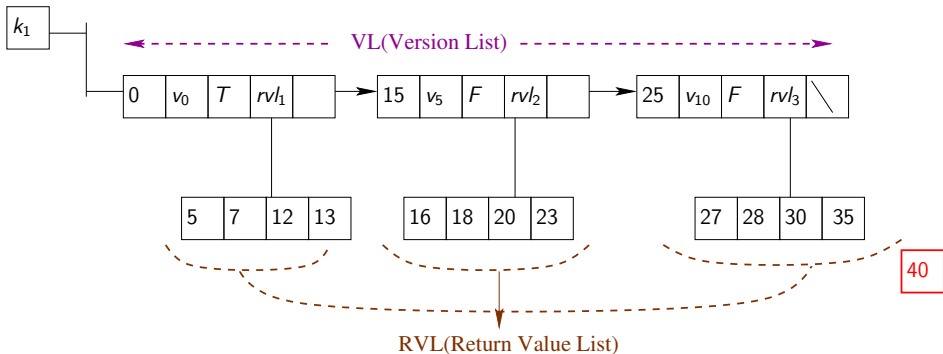 k₁
VL(Version List)
0 v₀ T rvl₁ 15 v₅ F rvl₂ 25 v₁₀ F rvl₃
5 7 12 13 16 18 20 23 27 28 30 35
40
RVL(Return Value List)